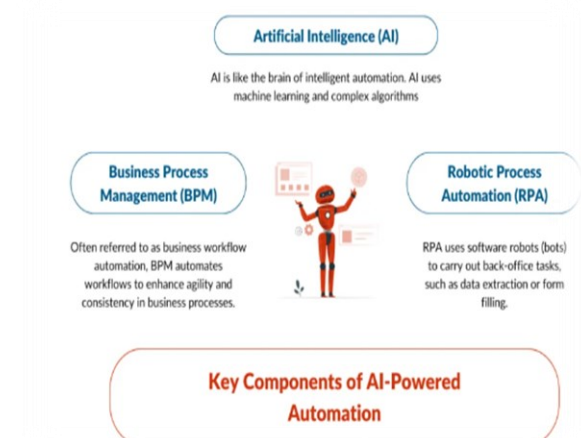 Artificial Intelligence (AI)
AI is like the brain of intelligent automation. AI uses
machine learning and complex algorithms
Business Process
Management (BPM)
Often referred to as business workflow
automation, BPM automates
workflows to enhance agility and
consistency in business processes.
Robotic Process
Automation (RPA)
RPA uses software robots (bots)
to carry out back-office tasks,
such as data extraction or form
filling.
Key Components of AI-Powered
Automation